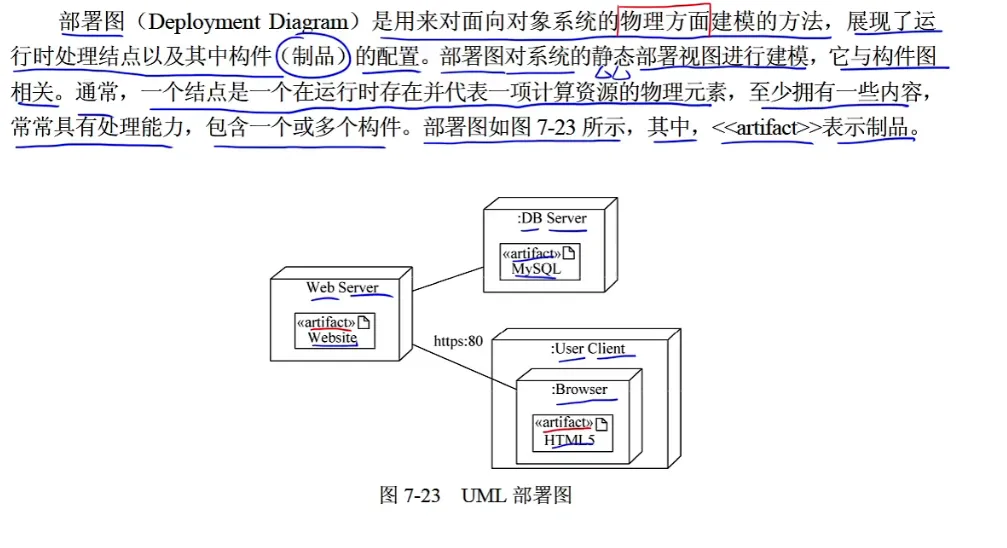 部署图（Deployment Diagram）是用来对面向对象系统的物理方面建模的方法，展现了运
行时处理结点以及其中构件（制品）的配置。部署图对系统的静态部署视图进行建模，它与构件图
相关。通常，一个结点是一个在运行时存在并代表一项计算资源的物理元素，至少拥有一些内容，
常常具有处理能力，包含一个或多个构件。部署图如图 7-23 所示，其中，<<artifact>>表示制品。
:DB Server
«artifact»
MySQL
Web Server
«artifact»
Website
https:80
:User Client
:Browser
«artifact»
HTML5
图 7-23 UML 部署图